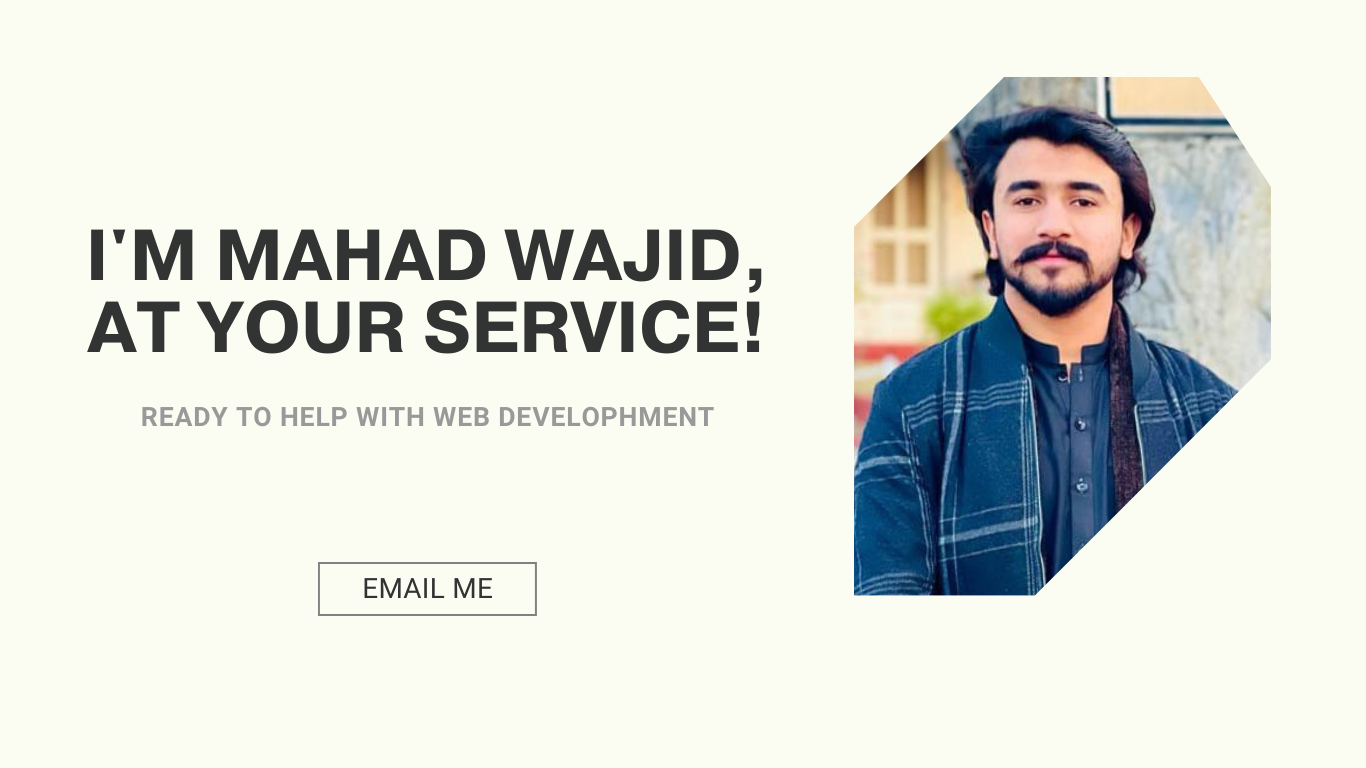 I'M MAHAD WAJID,
AT YOUR SERVICE!
READY TO HELP WITH WEB DEVELOPHMENT
EMAIL ME